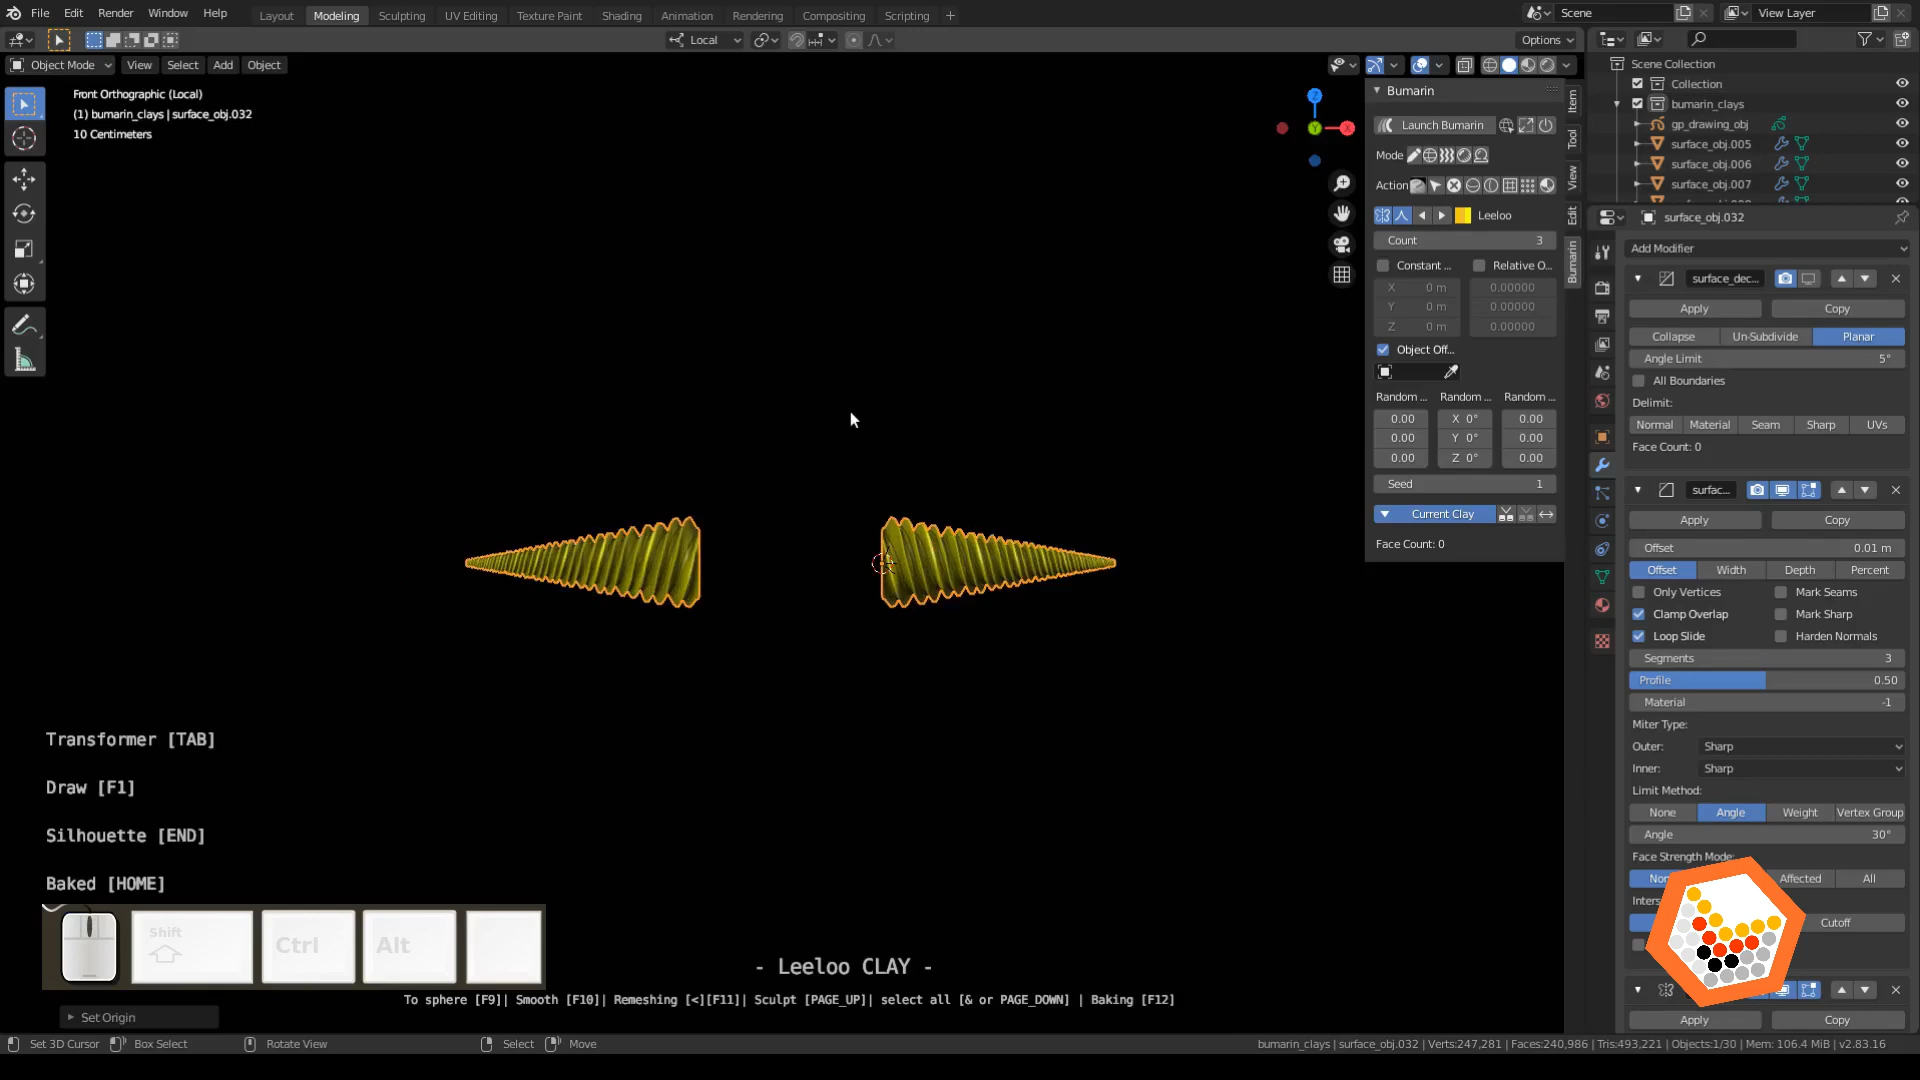 File Edit Render Window Help
Layout Modeling Sculpting UV Editing Texture Paint Shading Animation Rendering Compositing Scripting +
Scene
View Layer
Local
Options
Object Mode View Select Add Object
Front Orthographic (Local)
(1) bumarin_clays | surface_obj.032
10 Centimeters
Z
Y
X
Bumarin
Launch Bumarin
Mode
Action
Leeloo
Count 3
Constant ... Relative O...
X 0 m 0.00000
Y 0 m 0.00000
Z 0 m 0.00000
Object Off...
Random ... Random ... Random ...
0.00 X 0° 0.00
0.00 Y 0° 0.00
0.00 Z 0° 0.00
Seed 1
Current Clay
Face Count: 0
Item
Tool
View
Edit
Bumarin
Scene Collection
Collection
bumarin_clays
gp_drawing_obj
surface_obj.005
surface_obj.006
surface_obj.007
surface_obj.032
Add Modifier
surface_dec...
Apply Copy
Collapse Un-Subdivide Planar
Angle Limit 5°
All Boundaries
Delimit:
Normal Material Seam Sharp UVs
Face Count: 0
surfac...
Apply Copy
Offset 0.01 m
Offset Width Depth Percent
Only Vertices Mark Seams
Clamp Overlap Mark Sharp
Loop Slide Harden Normals
Segments 3
Profile 0.50
Material -1
Miter Type:
Outer: Sharp
Inner: Sharp
Limit Method:
None Angle Weight Vertex Group
Angle 30°
Face Strength Mode:
Affected All
Cutoff
Apply Copy
Transformer [TAB]
Draw [F1]
Silhouette [END]
Baked [HOME]
Shift
Ctrl
Alt
- Leeloo CLAY -
To sphere [F9]| Smooth [F10]| Remeshing [<][F11]| Sculpt [PAGE_UP]| select all [& or PAGE_DOWN] | Baking [F12]
Set Origin
Set 3D Cursor Box Select Rotate View Select Move
bumarin_clays | surface_obj.032 | Verts:247,281 | Faces:240,986 | Tris:493,221 | Objects:1/30 | Mem: 106.4 MiB | v2.83.16